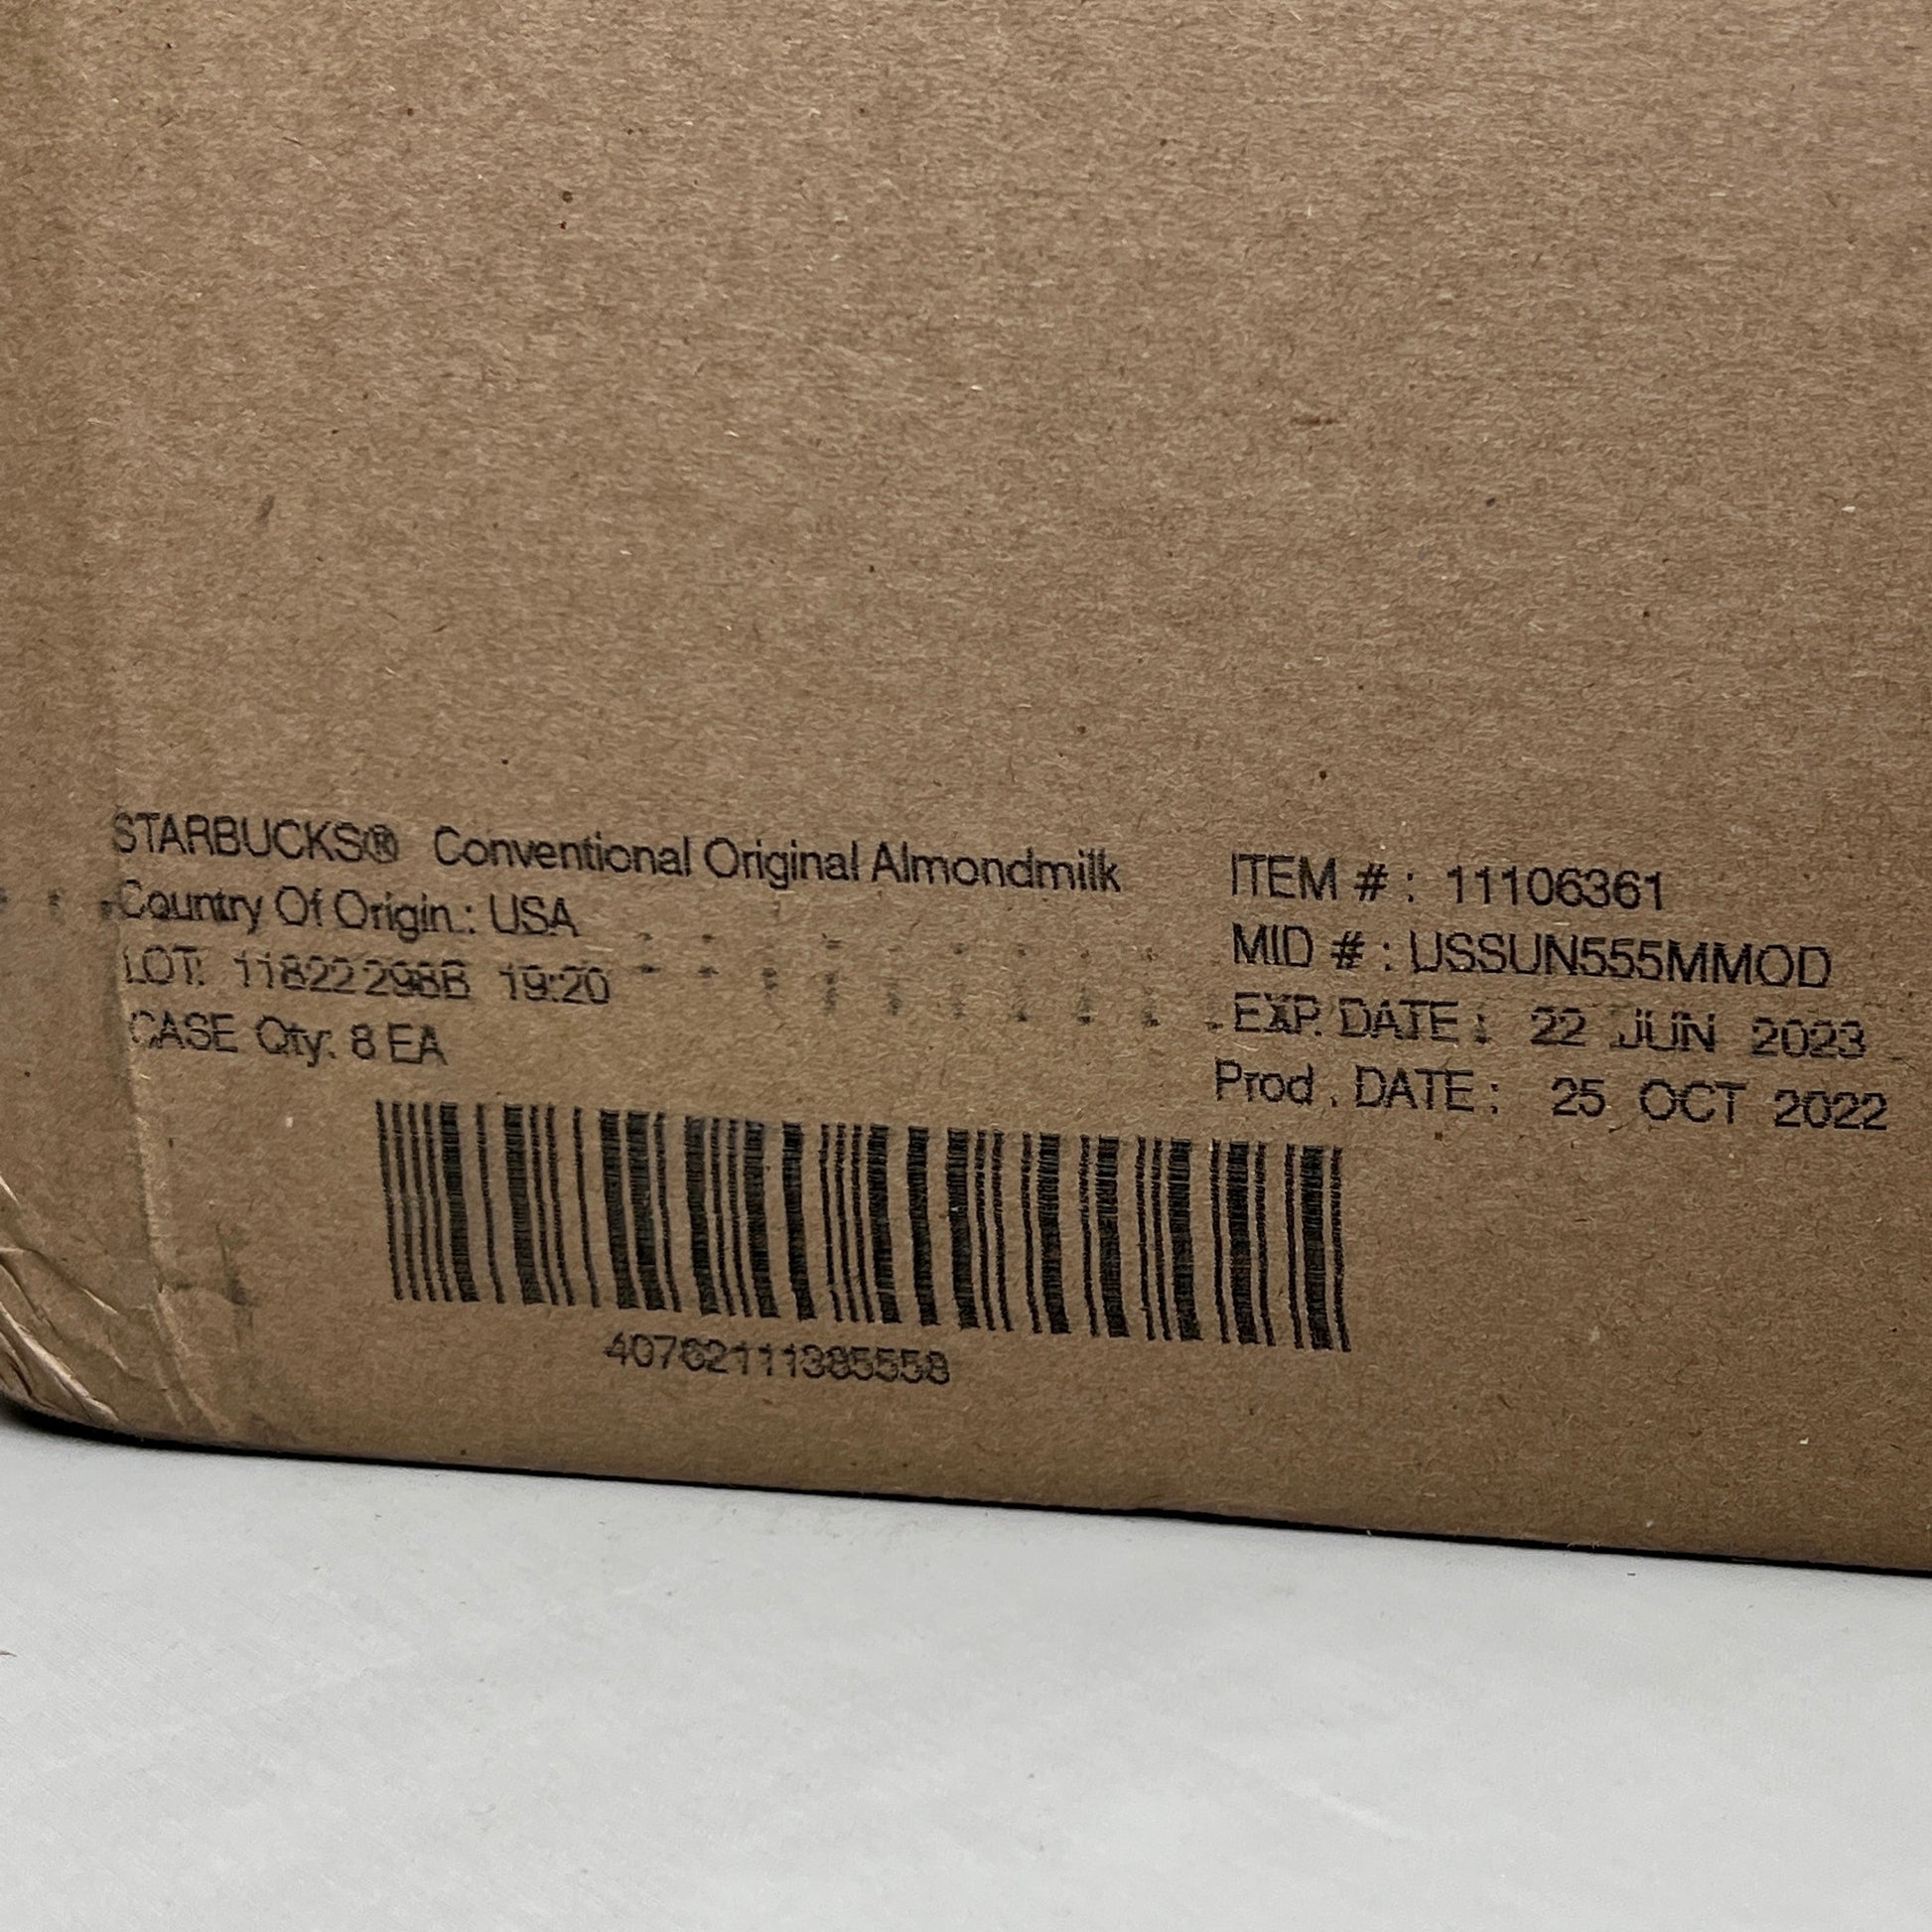 STARBUCKS® Conventional Original Almondmilk
Country Of Origin.: USA
LOT: 11822298B 19:20
CASE Qty: 8 EA
ITEM # : 11106361
MID # : USSUN555MMOD
EXP. DATE : 22 JUN 2023
Prod . DATE : 25 OCT 2022
40762111385558